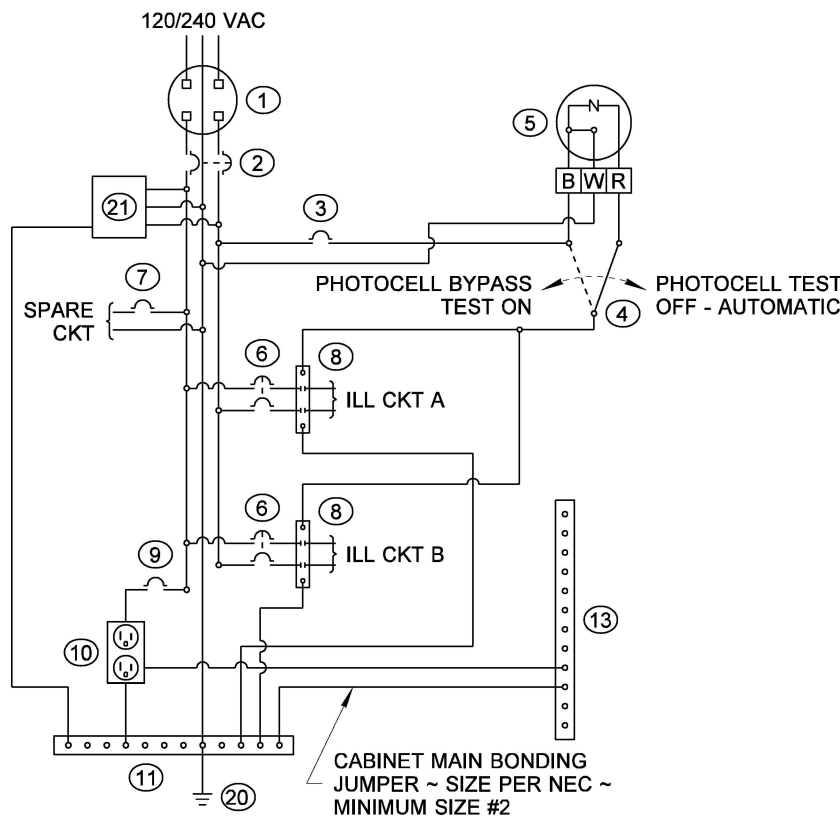 120/240 VAC
1
5
2
B W R
21
3
7
PHOTOCELL BYPASS
TEST ON
PHOTOCELL TEST
OFF - AUTOMATIC
4
SPARE
CKT
6
8
ILL CKT A
6
8
ILL CKT B
9
10
13
11
20
CABINET MAIN BONDING
JUMPER ~ SIZE PER NEC ~
MINIMUM SIZE #2